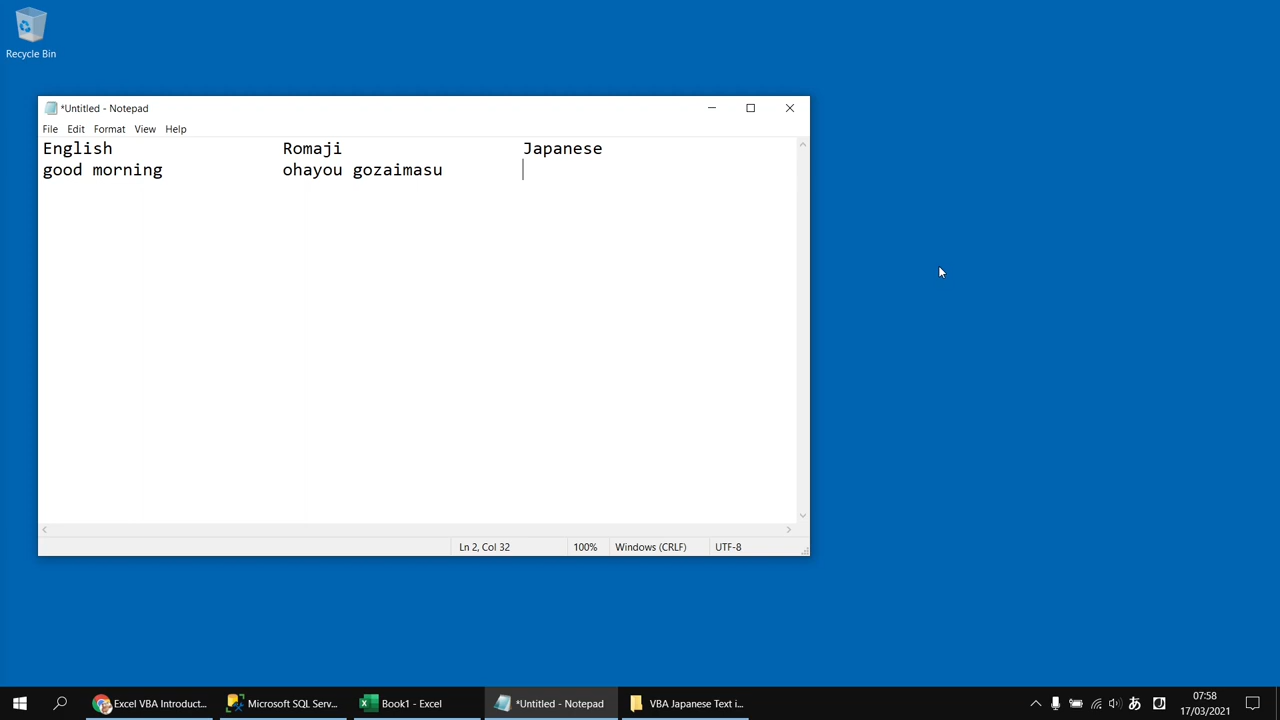 Recycle Bin
*Untitled - Notepad
File Edit Format View Help
English Romaji Japanese
good morning ohayou gozaimasu
Ln 2, Col 32 100% Windows (CRLF) UTF-8
Excel VBA Introduct... Microsoft SQL Serv... Book1 - Excel *Untitled - Notepad VBA Japanese Text i... あ 07:58
17/03/2021